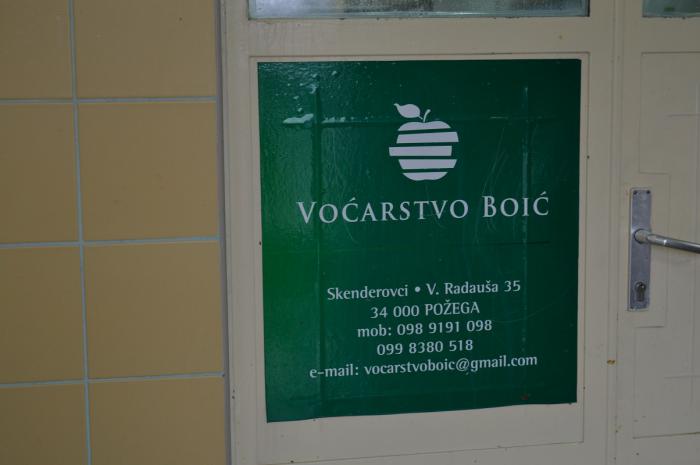 VOĆARSTVO BOIĆ
Skenderovci • V. Radauša 35
34 000 POŽEGA
mob: 098 9191 098
099 8380 518
e-mail: vocarstvoboic@gmail.com